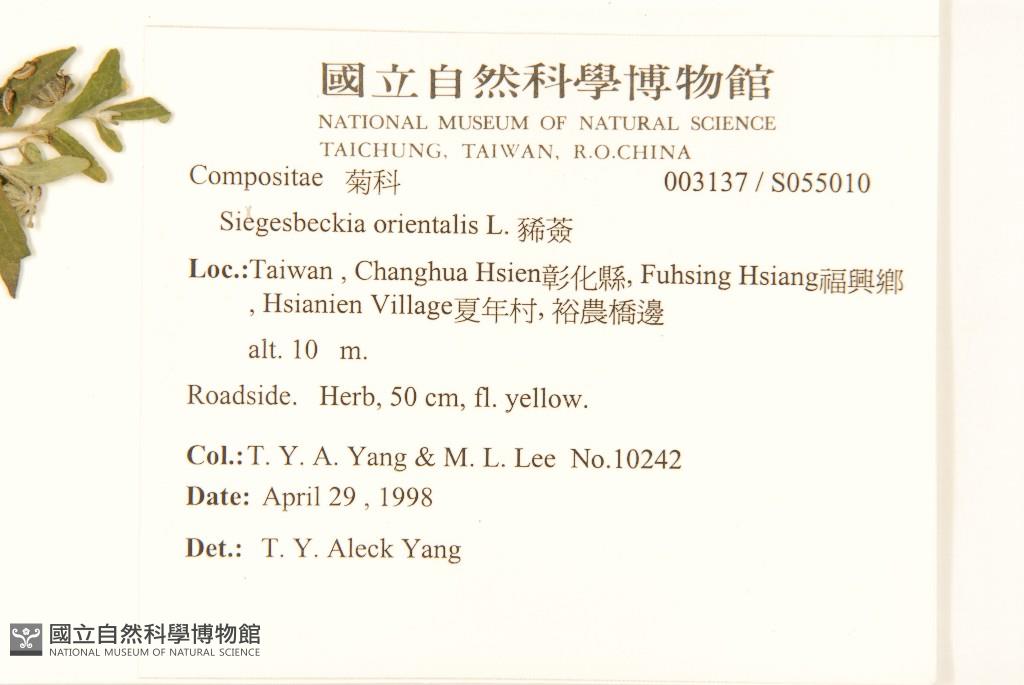 國立自然科學博物館
NATIONAL MUSEUM OF NATURAL SCIENCE
TAICHUNG, TAIWAN, R.O.CHINA
Compositae 菊科 003137 / S055010
Siegesbeckia orientalis L. 豨薟
Loc.:Taiwan , Changhua Hsien彰化縣, Fuhsing Hsiang福興鄉
, Hsianien Village夏年村, 裕農橋邊
alt. 10 m.
Roadside. Herb, 50 cm, fl. yellow.
Col.:T. Y. A. Yang & M. L. Lee No.10242
Date: April 29 , 1998
Det.: T. Y. Aleck Yang
國立自然科學博物館
NATIONAL MUSEUM OF NATURAL SCIENCE